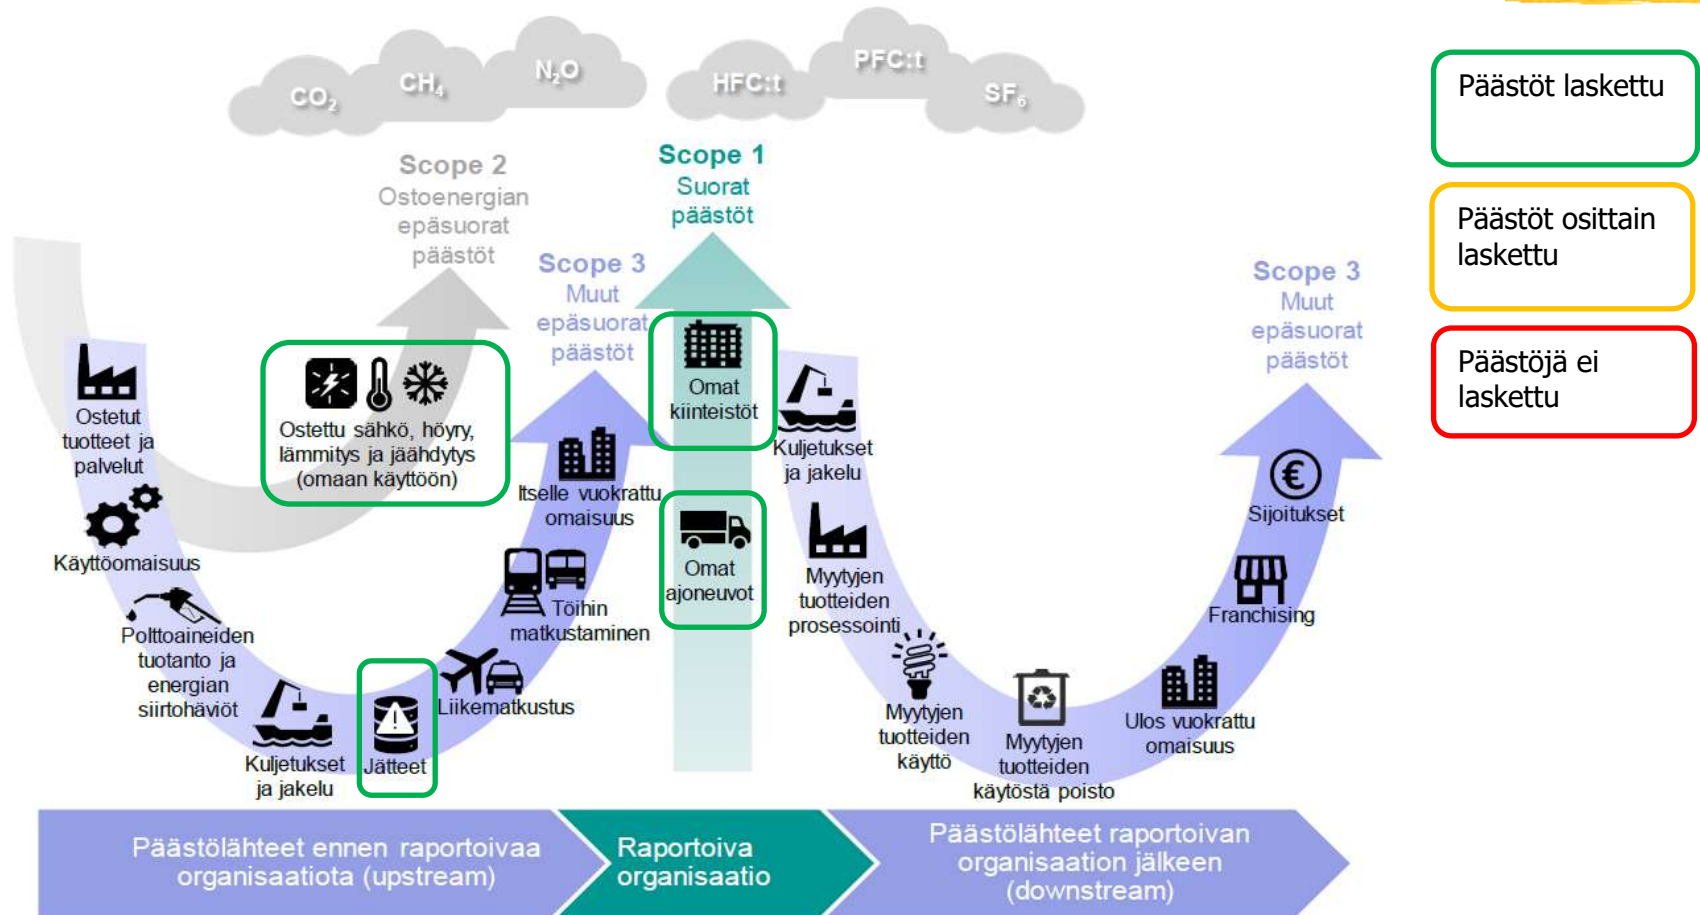 CO₂
CH₄
N₂O
HFC:t
PFC:t
SF₆
Scope 2
Ostoenergian
epäsuorat
päästöt
Scope 3
Muut
epäsuorat
päästöt
Scope 1
Suorat
päästöt
Scope 3
Muut
epäsuorat
päästöt
Päästöt laskettu
Päästöt osittain
laskettu
Päästöjä ei
laskettu
Ostetut
tuotteet ja
palvelut
Käyttöomaisuus
Polttoaineiden
tuotanto ja
energian
siirtohäviöt
Kuljetukset
ja jakelu
Jätteet
Liikematkustus
Töihin
matkustaminen
Itselle vuokrattu
omaisuus
Ostettu sähkö, höyry,
lämmitys ja jäähdytys
(omaan käyttöön)
Omat
kiinteistöt
Omat
ajoneuvot
Kuljetukset
ja jakelu
Myytyjen
tuotteiden
prosessointi
Myytyjen
tuotteiden
käyttö
Myytyjen
tuotteiden
käytöstä poisto
Ulos vuokrattu
omaisuus
Franchising
€
Sijoitukset
Päästölähteet ennen raportoivaa
organisaatiota (upstream)
Raportoiva
organisaatio
Päästölähteet raportoivan
organisaation jälkeen
(downstream)